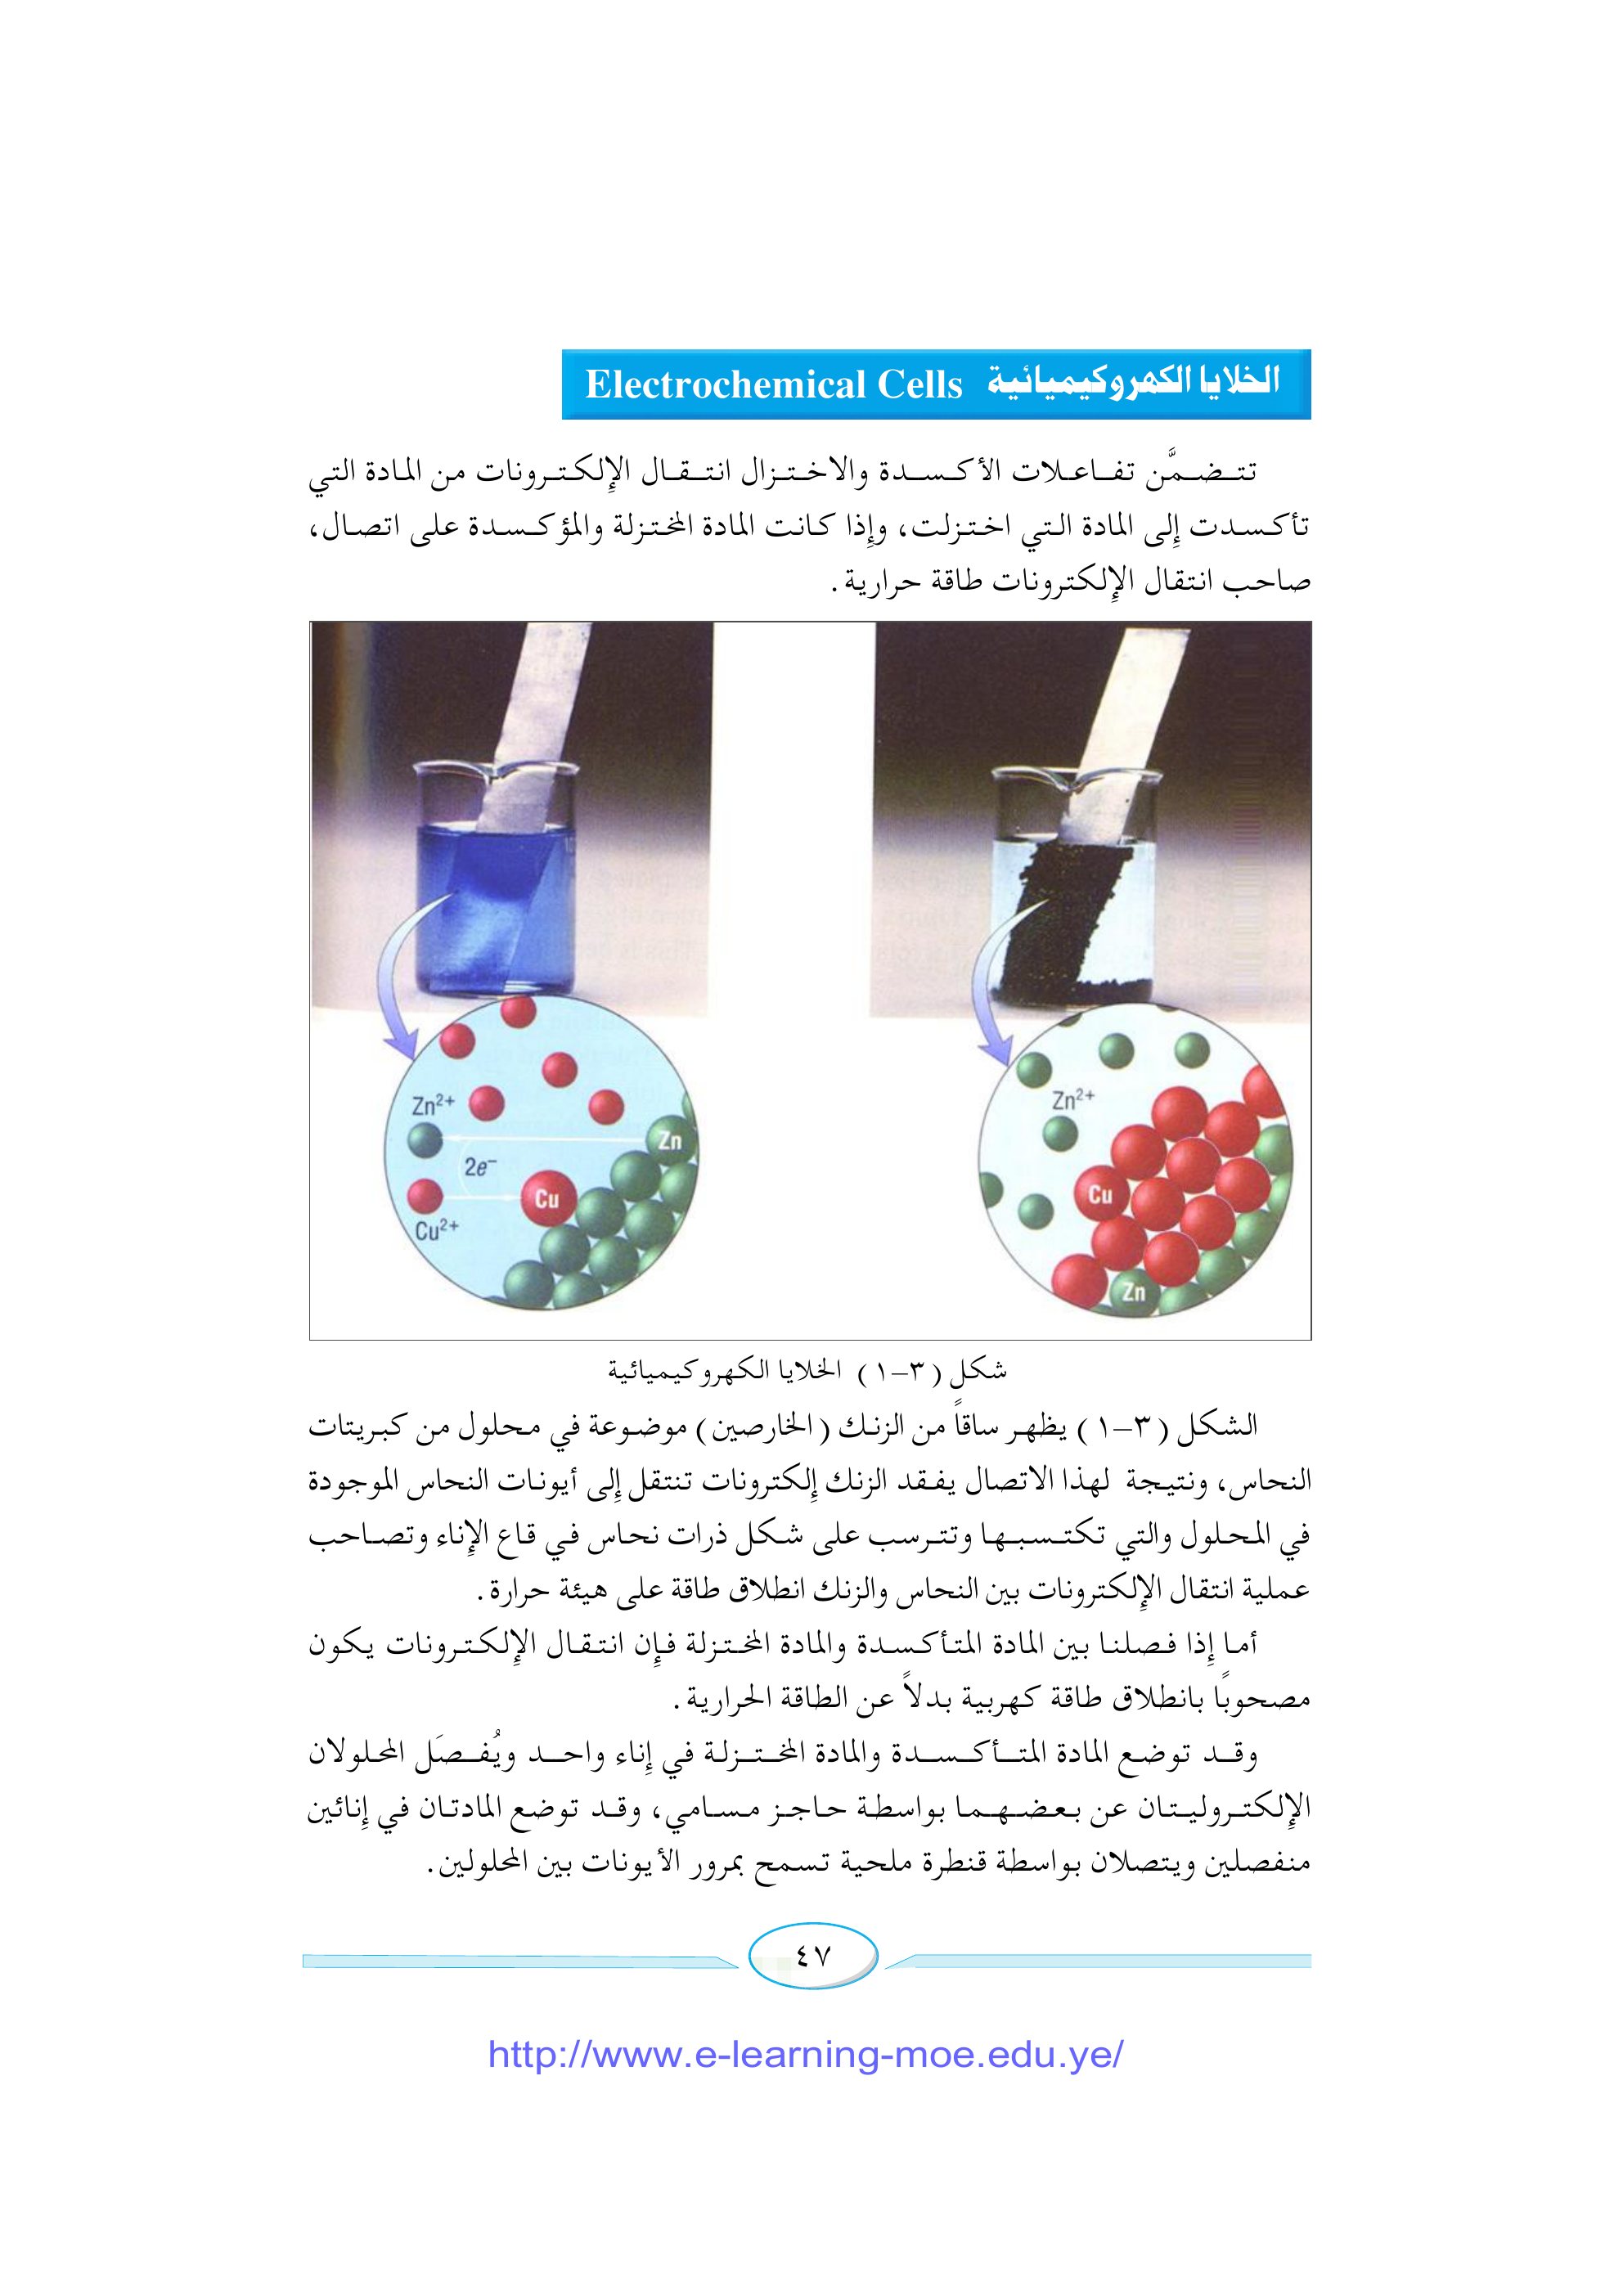 الخلايا الكهروكيميائية Electrochemical Cells
تتضمَّن تفاعلات الأكسدة والاختزال انتقال الإلكترونات من المادة التي
تأكسدت إلى المادة التي اختزلت، وإذا كانت المادة المختزلة والمؤكسدة على اتصال،
صاحب انتقال الإلكترونات طاقة حرارية.
Zn²⁺
Zn
2e⁻
Cu
Cu²⁺
Zn²⁺
Cu
Zn
شكل (٣-١) الخلايا الكهروكيميائية
الشكل (٣-١) يظهر ساقاً من الزنك (الخارصين) موضوعة في محلول من كبريتات
النحاس، ونتيجة لهذا الاتصال يفقد الزنك إلكترونات تنتقل إلى أيونات النحاس الموجودة
في المحلول والتي تكتسبها وتترسب على شكل ذرات نحاس في قاع الإناء وتصاحب
عملية انتقال الإلكترونات بين النحاس والزنك انطلاق طاقة على هيئة حرارة.
أما إذا فصلنا بين المادة المتأكسدة والمادة المختزلة فإن انتقال الإلكترونات يكون
مصحوبًا بانطلاق طاقة كهربية بدلاً عن الطاقة الحرارية.
وقد توضع المادة المتأكسدة والمادة المختزلة في إناء واحد ويُفصَل المحلولان
الإلكتروليتان عن بعضهما بواسطة حاجز مسامي، وقد توضع المادتان في إنائين
منفصلين ويتصلان بواسطة قنطرة ملحية تسمح بمرور الأيونات بين المحلولين.
٤٧
http://www.e-learning-moe.edu.ye/